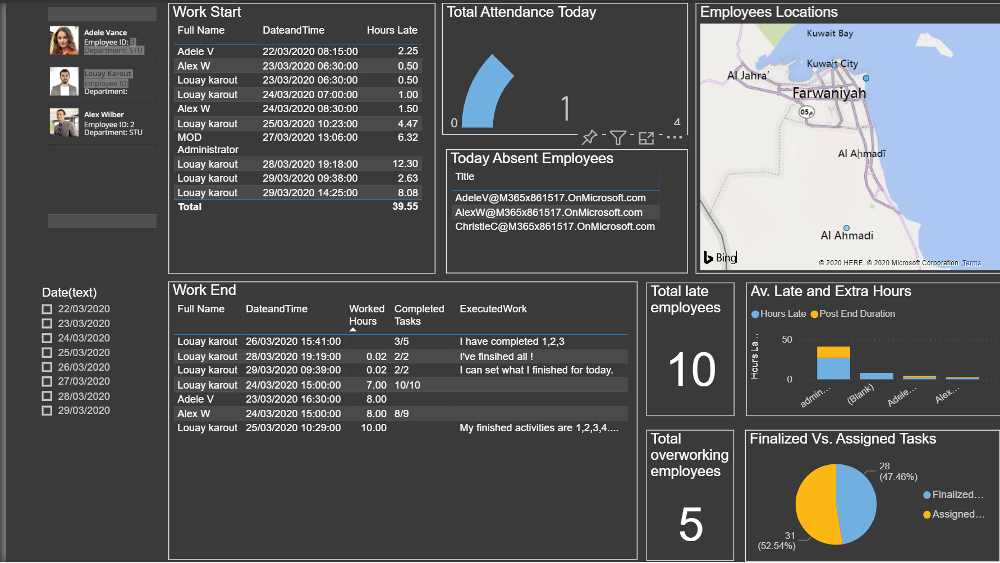 Adele Vance
Employee ID: 3
Department: STU
Louay Karout
Employee ID:
Department:
Alex Wilber
Employee ID: 2
Department: STU
Date(text)
22/03/2020
23/03/2020
24/03/2020
25/03/2020
26/03/2020
27/03/2020
28/03/2020
29/03/2020
Work Start
Full Name DateandTime Hours Late
Adele V 22/03/2020 08:15:00 2.25
Alex W 23/03/2020 06:30:00 0.50
Louay karout 23/03/2020 06:30:00 0.50
Louay karout 24/03/2020 07:00:00 1.00
Alex W 24/03/2020 08:30:00 1.50
Louay karout 25/03/2020 10:23:00 4.47
MOD 27/03/2020 13:06:00 6.32
Administrator
Louay karout 28/03/2020 19:18:00 12.30
Louay karout 29/03/2020 09:38:00 2.63
Louay karout 29/03/2020 14:25:00 8.08
Total 39.55
Total Attendance Today
1
0 4
Today Absent Employees
Title
AdeleV@M365x861517.OnMicrosoft.com
AlexW@M365x861517.OnMicrosoft.com
ChristieC@M365x861517.OnMicrosoft.com
Employees Locations
Kuwait Bay
Kuwait City
Al Jahra'
Farwaniyah
05م
Al Aḩmadī
Al Ahmadi
Bing
© 2020 HERE, © 2020 Microsoft Corporation Terms
Work End
Full Name DateandTime Worked Completed ExecutedWork
Hours Tasks
Louay karout 26/03/2020 15:41:00 3/5 I have completed 1,2,3
Louay karout 28/03/2020 19:19:00 0.02 2/2 I've finsihed all !
Louay karout 29/03/2020 09:39:00 0.02 2/2 I can set what I finished for today.
Louay karout 24/03/2020 15:00:00 7.00 10/10
Adele V 23/03/2020 16:30:00 8.00
Alex W 24/03/2020 15:00:00 8.00 8/9
Louay karout 25/03/2020 10:29:00 10.00 My finished activities are 1,2,3,4....
Total late
employees
10
Total
overworking
employees
5
Av. Late and Extra Hours
Hours Late Post End Duration
Hours La...
50
0
admin... (Blank) Adele... Alex...
Finalized Vs. Assigned Tasks
28
(47.46%)
Finalized...
Assigned...
31
(52.54%)